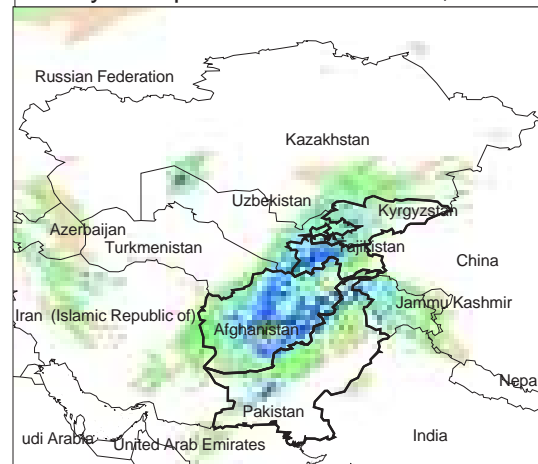 Russian Federation
Kazakhstan
Uzbekistan
Kyrgyzstan
Azerbaijan
Turkmenistan
Tajikistan
China
Jammu Kashmir
Iran (Islamic Republic of)
Afghanistan
Nepa
Pakistan
India
udi Arabia
United Arab Emirates